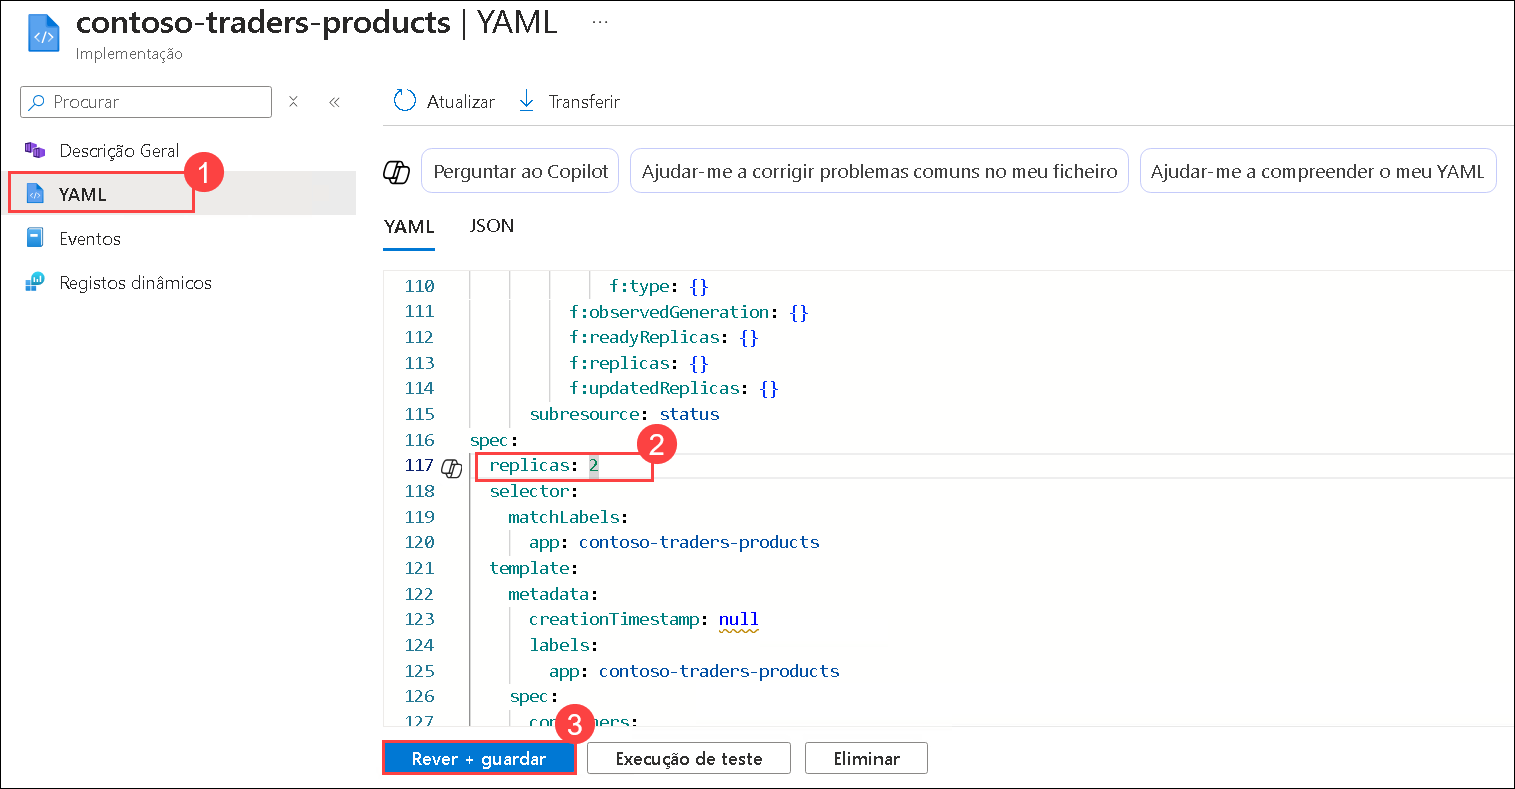 contoso-traders-products | YAML ...
Implementação
Procurar
Descrição Geral
1
YAML
Eventos
Registos dinâmicos
Atualizar
Transferir
Perguntar ao Copilot
Ajudar-me a corrigir problemas comuns no meu ficheiro
Ajudar-me a compreender o meu YAML
YAML
JSON
110 f:type: {}
111 f:observedGeneration: {}
112 f:readyReplicas: {}
113 f:replicas: {}
114 f:updatedReplicas: {}
115 subresource: status
116 spec:
2
117 replicas: 2
118 selector:
119 matchLabels:
120 app: contoso-traders-products
121 template:
122 metadata:
123 creationTimestamp: null
124 labels:
125 app: contoso-traders-products
126 spec:
127
3
Rever + guardar
Execução de teste
Eliminar